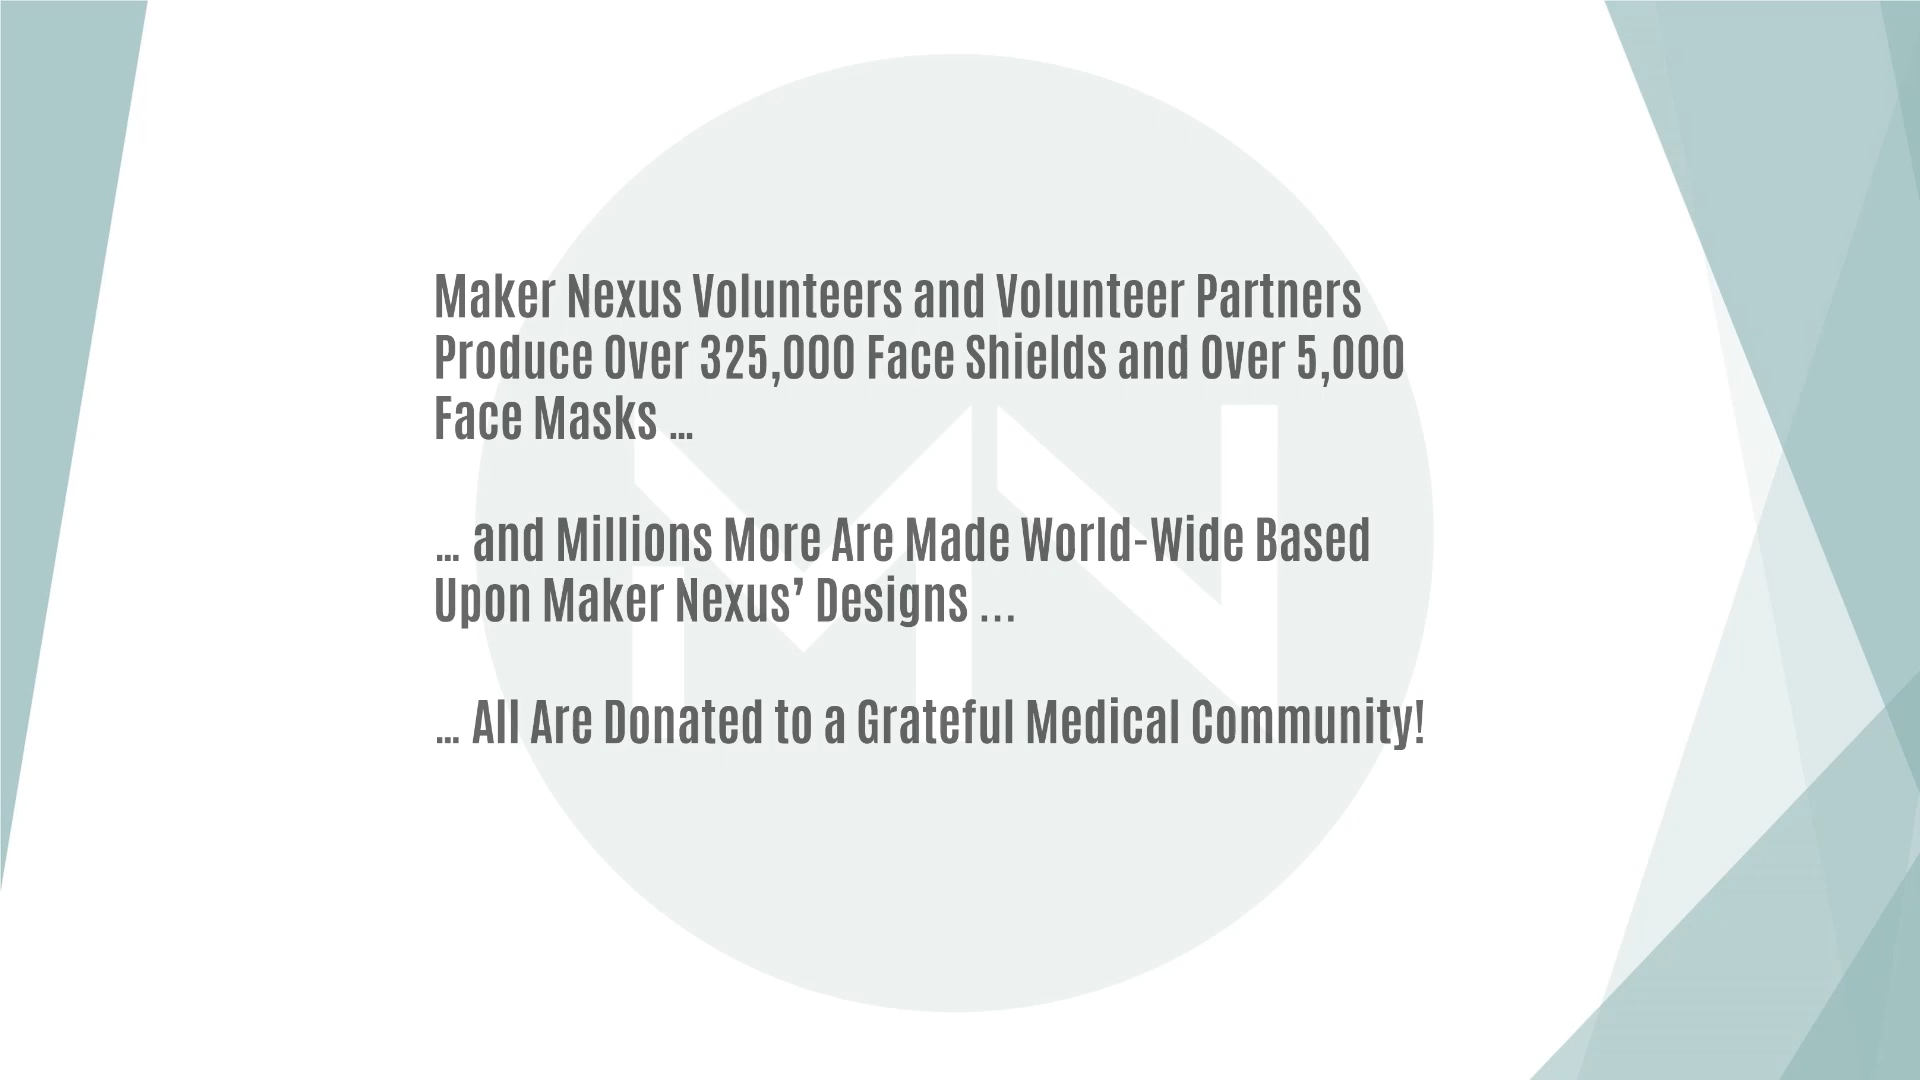 Maker Nexus Volunteers and Volunteer Partners
Produce Over 325,000 Face Shields and Over 5,000
Face Masks ...
... and Millions More Are Made World-Wide Based
Upon Maker Nexus’ Designs ...
... All Are Donated to a Grateful Medical Community!
MN